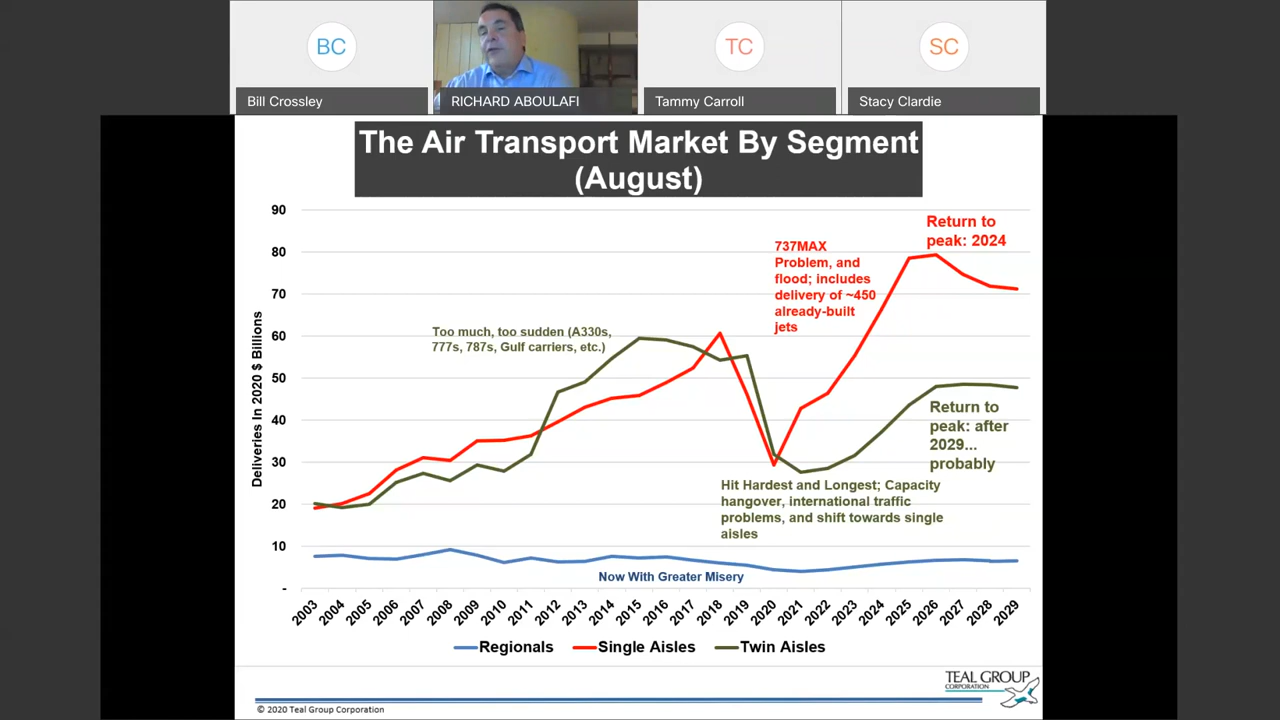 BC
TC
SC
Bill Crossley
RICHARD ABOULAFI
Tammy Carroll
Stacy Clardie
The Air Transport Market By Segment
(August)
Deliveries In 2020 $ Billions
90
80
70
60
50
40
30
20
10
-
Too much, too sudden (A330s,
777s, 787s, Gulf carriers, etc.)
737MAX
Problem, and
flood; includes
delivery of ~450
already-built
jets
Return to
peak: 2024
Return to
peak: after
2029...
probably
Hit Hardest and Longest; Capacity
hangover, international traffic
problems, and shift towards single
aisles
Now With Greater Misery
2003 2004 2005 2006 2007 2008 2009 2010 2011 2012 2013 2014 2015 2016 2017 2018 2019 2020 2021 2022 2023 2024 2025 2026 2027 2028 2029
Regionals Single Aisles Twin Aisles
TEAL GROUP
CORPORATION
© 2020 Teal Group Corporation